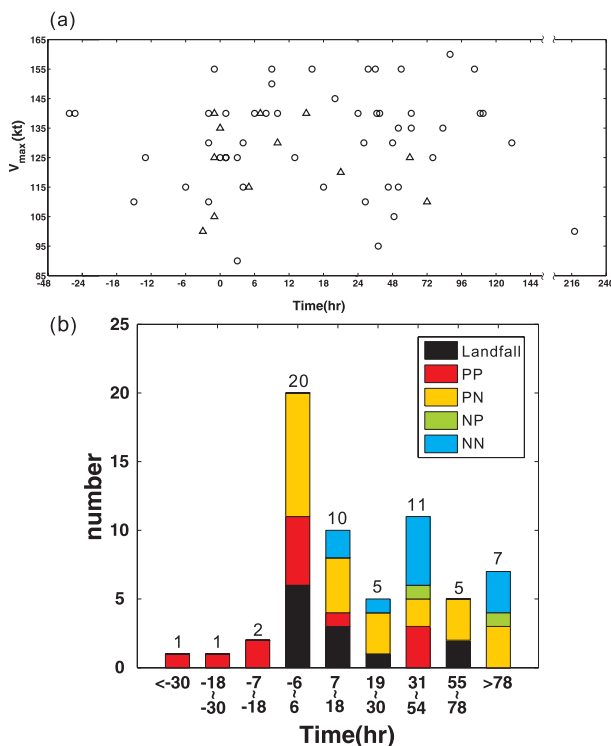 (a)
165
155
145
135
125
115
105
95
85
Vmax(kt)
-48 -24 -18 -12 -6 0 6 12 18 24 48 72 96 120 144 216 240
Time(hr)
(b)
25
20
15
10
5
0
number
Landfall
PP
PN
NP
NN
1 1 2 20 10 5 11 5 7
<-30 -18~-30 -7~-18 -6~6 7~18 19~30 31~54 55~78 >78
Time(hr)